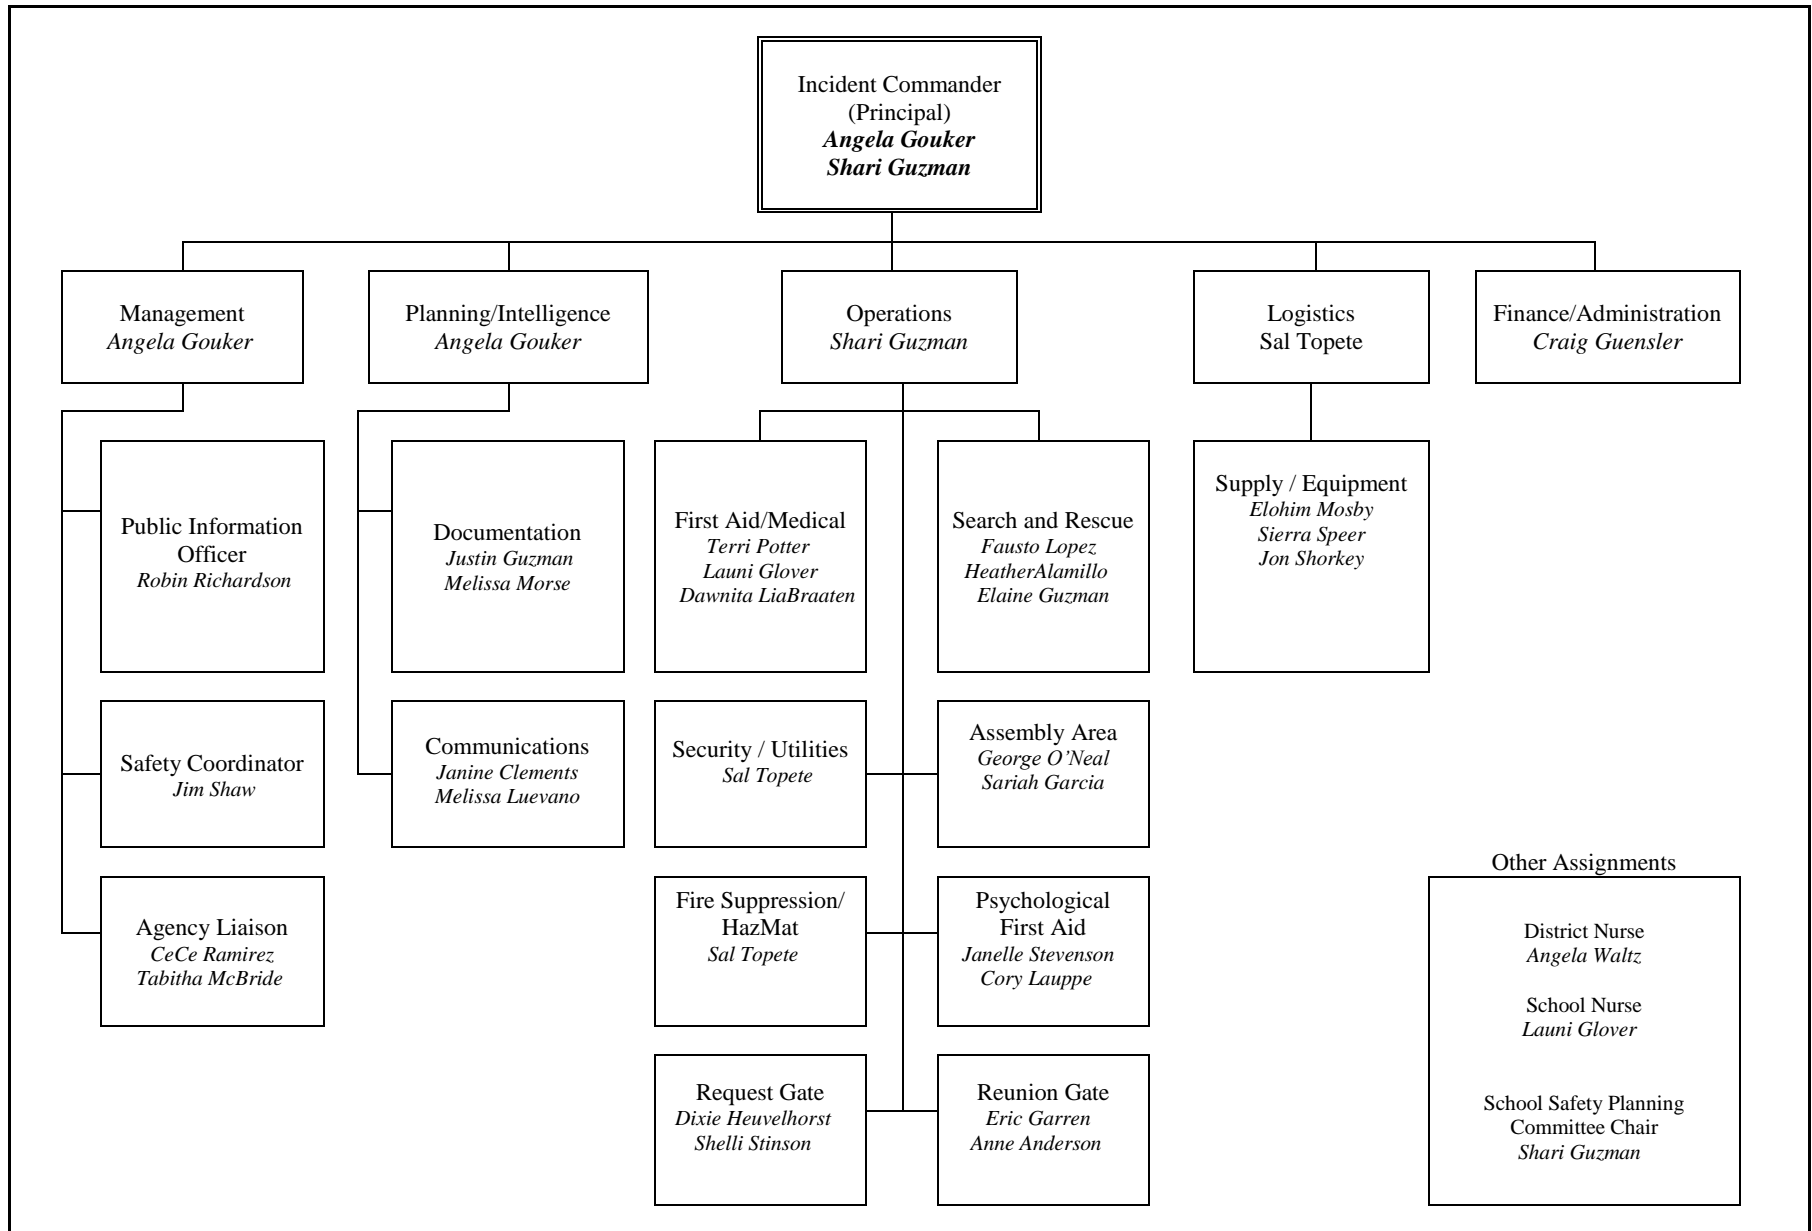 Incident Commander
(Principal)
Angela Gouker
Shari Guzman
Management
Angela Gouker
Planning/Intelligence
Angela Gouker
Operations
Shari Guzman
Logistics
Sal Topete
Finance/Administration
Craig Guensler
Public Information
Officer
Robin Richardson
Documentation
Justin Guzman
Melissa Morse
First Aid/Medical
Terri Potter
Launi Glover
Dawnita LiaBraaten
Search and Rescue
Fausto Lopez
HeatherAlamillo
Elaine Guzman
Supply / Equipment
Elohim Mosby
Sierra Speer
Jon Shorkey
Safety Coordinator
Jim Shaw
Communications
Janine Clements
Melissa Luevano
Security / Utilities
Sal Topete
Assembly Area
George O’Neal
Sariah Garcia
Agency Liaison
CeCe Ramirez
Tabitha McBride
Fire Suppression/
HazMat
Sal Topete
Psychological
First Aid
Janelle Stevenson
Cory Lauppe
Request Gate
Dixie Heuvelhorst
Shelli Stinson
Reunion Gate
Eric Garren
Anne Anderson
Other Assignments
District Nurse
Angela Waltz
School Nurse
Launi Glover
School Safety Planning
Committee Chair
Shari Guzman